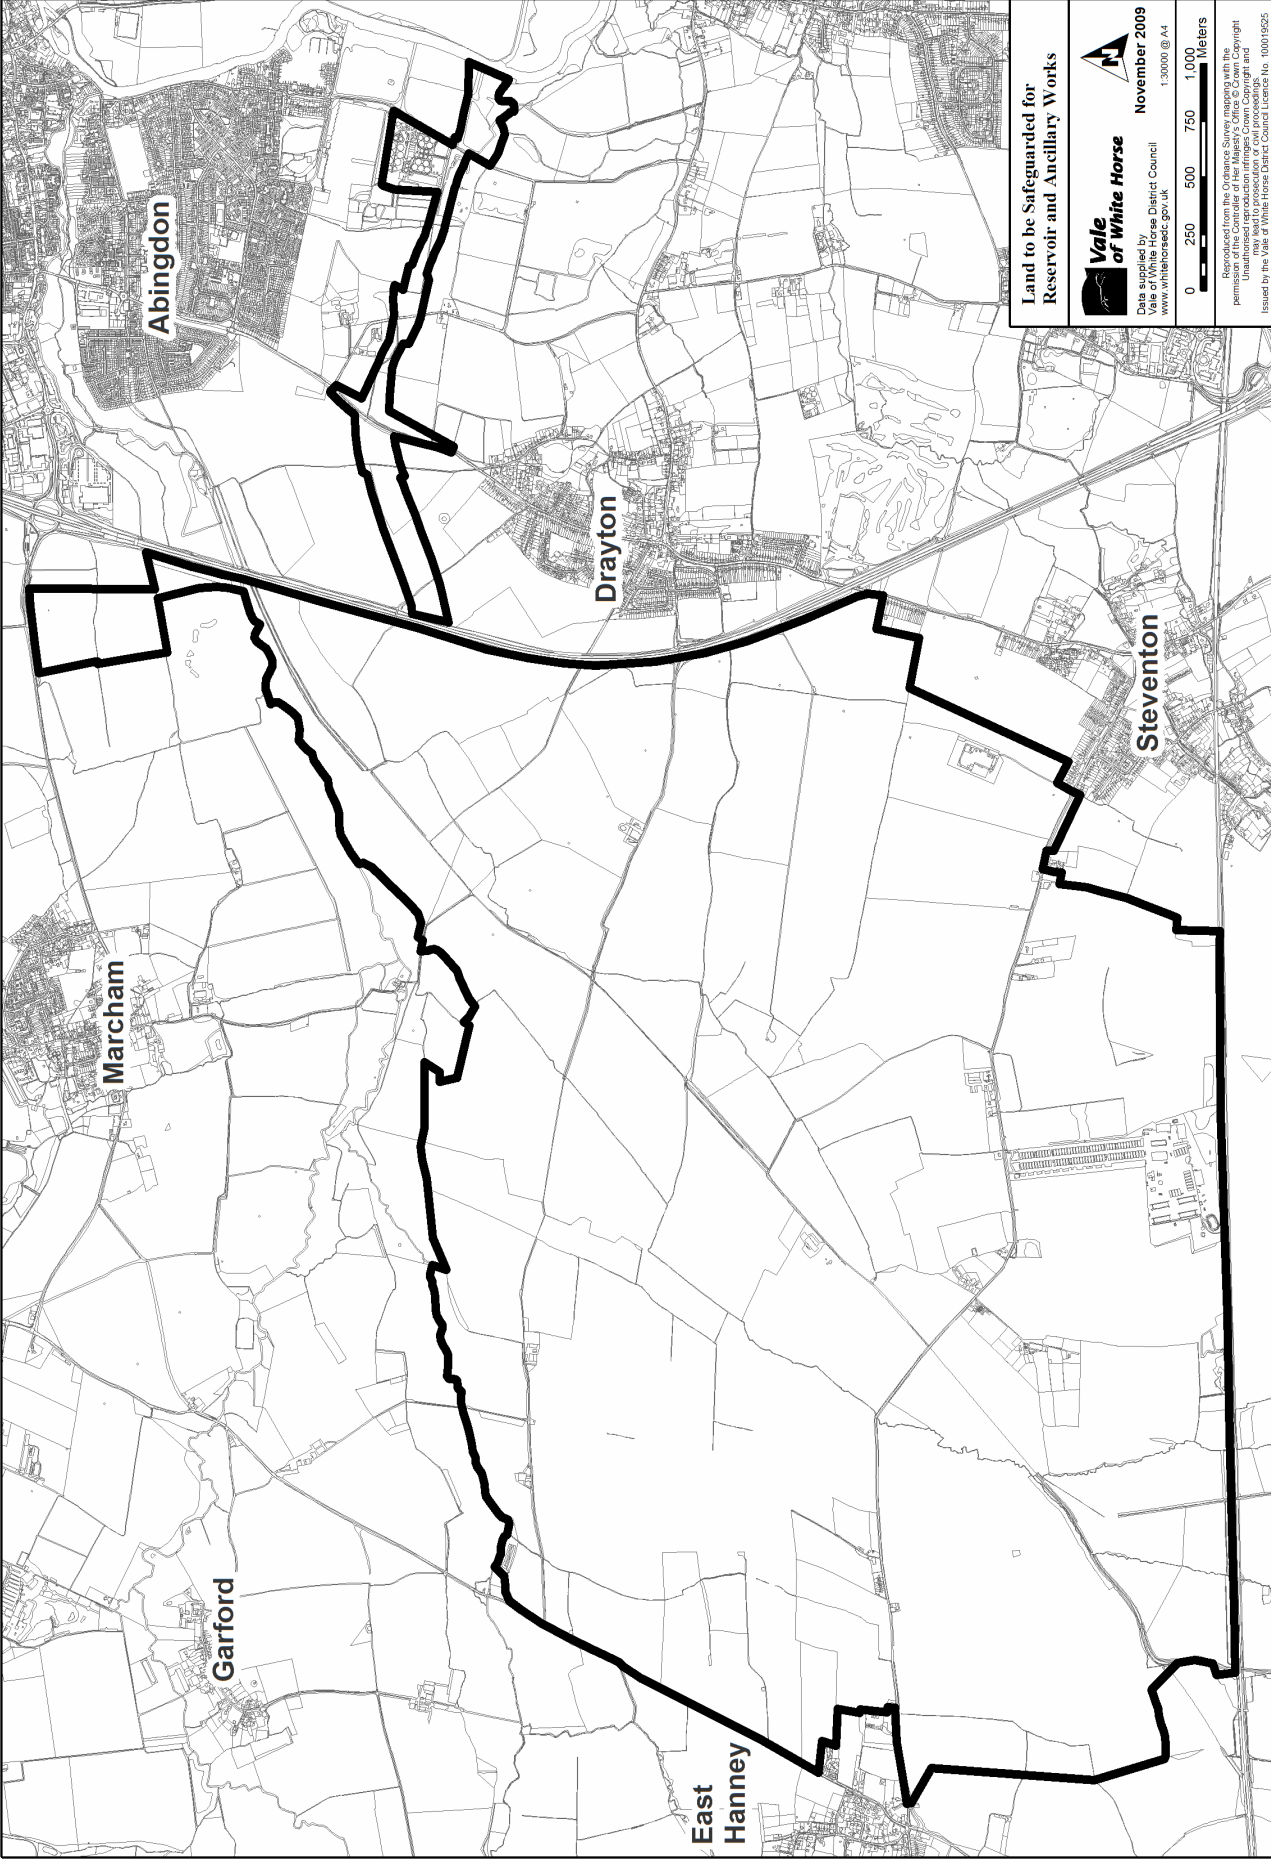 Abingdon
Marcham
Garford
Drayton
Steventon
East
Hanney
Land to be Safeguarded for
Reservoir and Ancillary Works
Vale
of White Horse
N
November 2009
Data supplied by
Vale of White Horse District Council
www.whitehorsedc.gov.uk
1:30000 @ A4
0 250 500 750 1,000
Meters
Reproduced from the Ordnance Survey mapping with the
permission of the Controller of Her Majesty's Office © Crown Copyright
Unauthorised reproduction infringes Crown Copyright and
may lead to prosecution or civil proceedings.
Issued by the Vale of White Horse District Council Licence No. 100019525